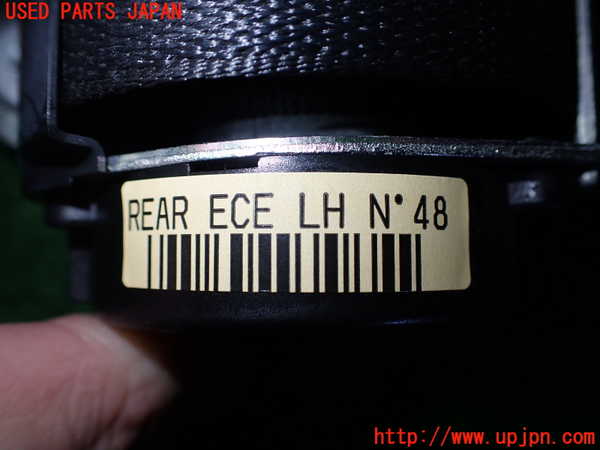 USED PARTS JAPAN
REAR ECE LH N° 48
http://www.upjpn.com/